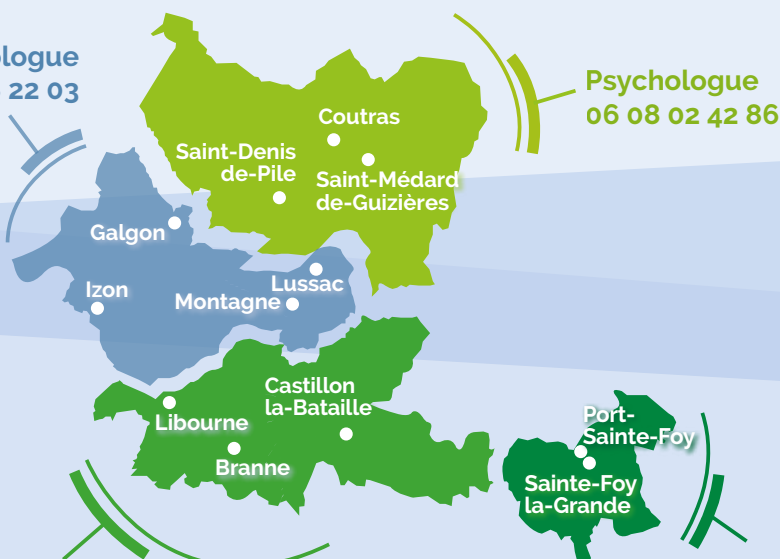 22 03
Psychologue
06 08 02 42 86
Coutras
Saint-Denis
de-Pile
Saint-Médard
de-Guizières
Galgon
Izon
Lussac
Montagne
Castillon
la-Bataille
Libourne
Branne
Port-
Sainte-Foy
Sainte-Foy
la-Grande